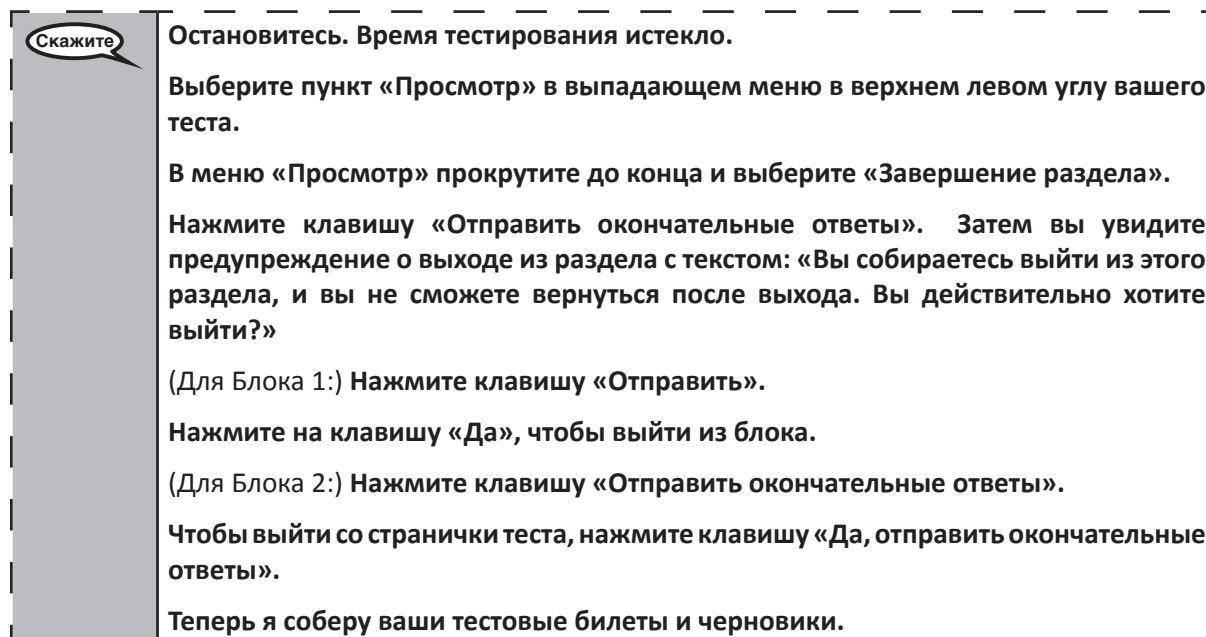 Скажите
Остановитесь. Время тестирования истекло.
Выберите пункт «Просмотр» в выпадающем меню в верхнем левом углу вашего
теста.
В меню «Просмотр» прокрутите до конца и выберите «Завершение раздела».
Нажмите клавишу «Отправить окончательные ответы». Затем вы увидите
предупреждение о выходе из раздела с текстом: «Вы собираетесь выйти из этого
раздела, и вы не сможете вернуться после выхода. Вы действительно хотите
выйти?»
(Для Блока 1:) Нажмите клавишу «Отправить».
Нажмите на клавишу «Да», чтобы выйти из блока.
(Для Блока 2:) Нажмите клавишу «Отправить окончательные ответы».
Чтобы выйти со странички теста, нажмите клавишу «Да, отправить окончательные
ответы».
Теперь я соберу ваши тестовые билеты и черновики.